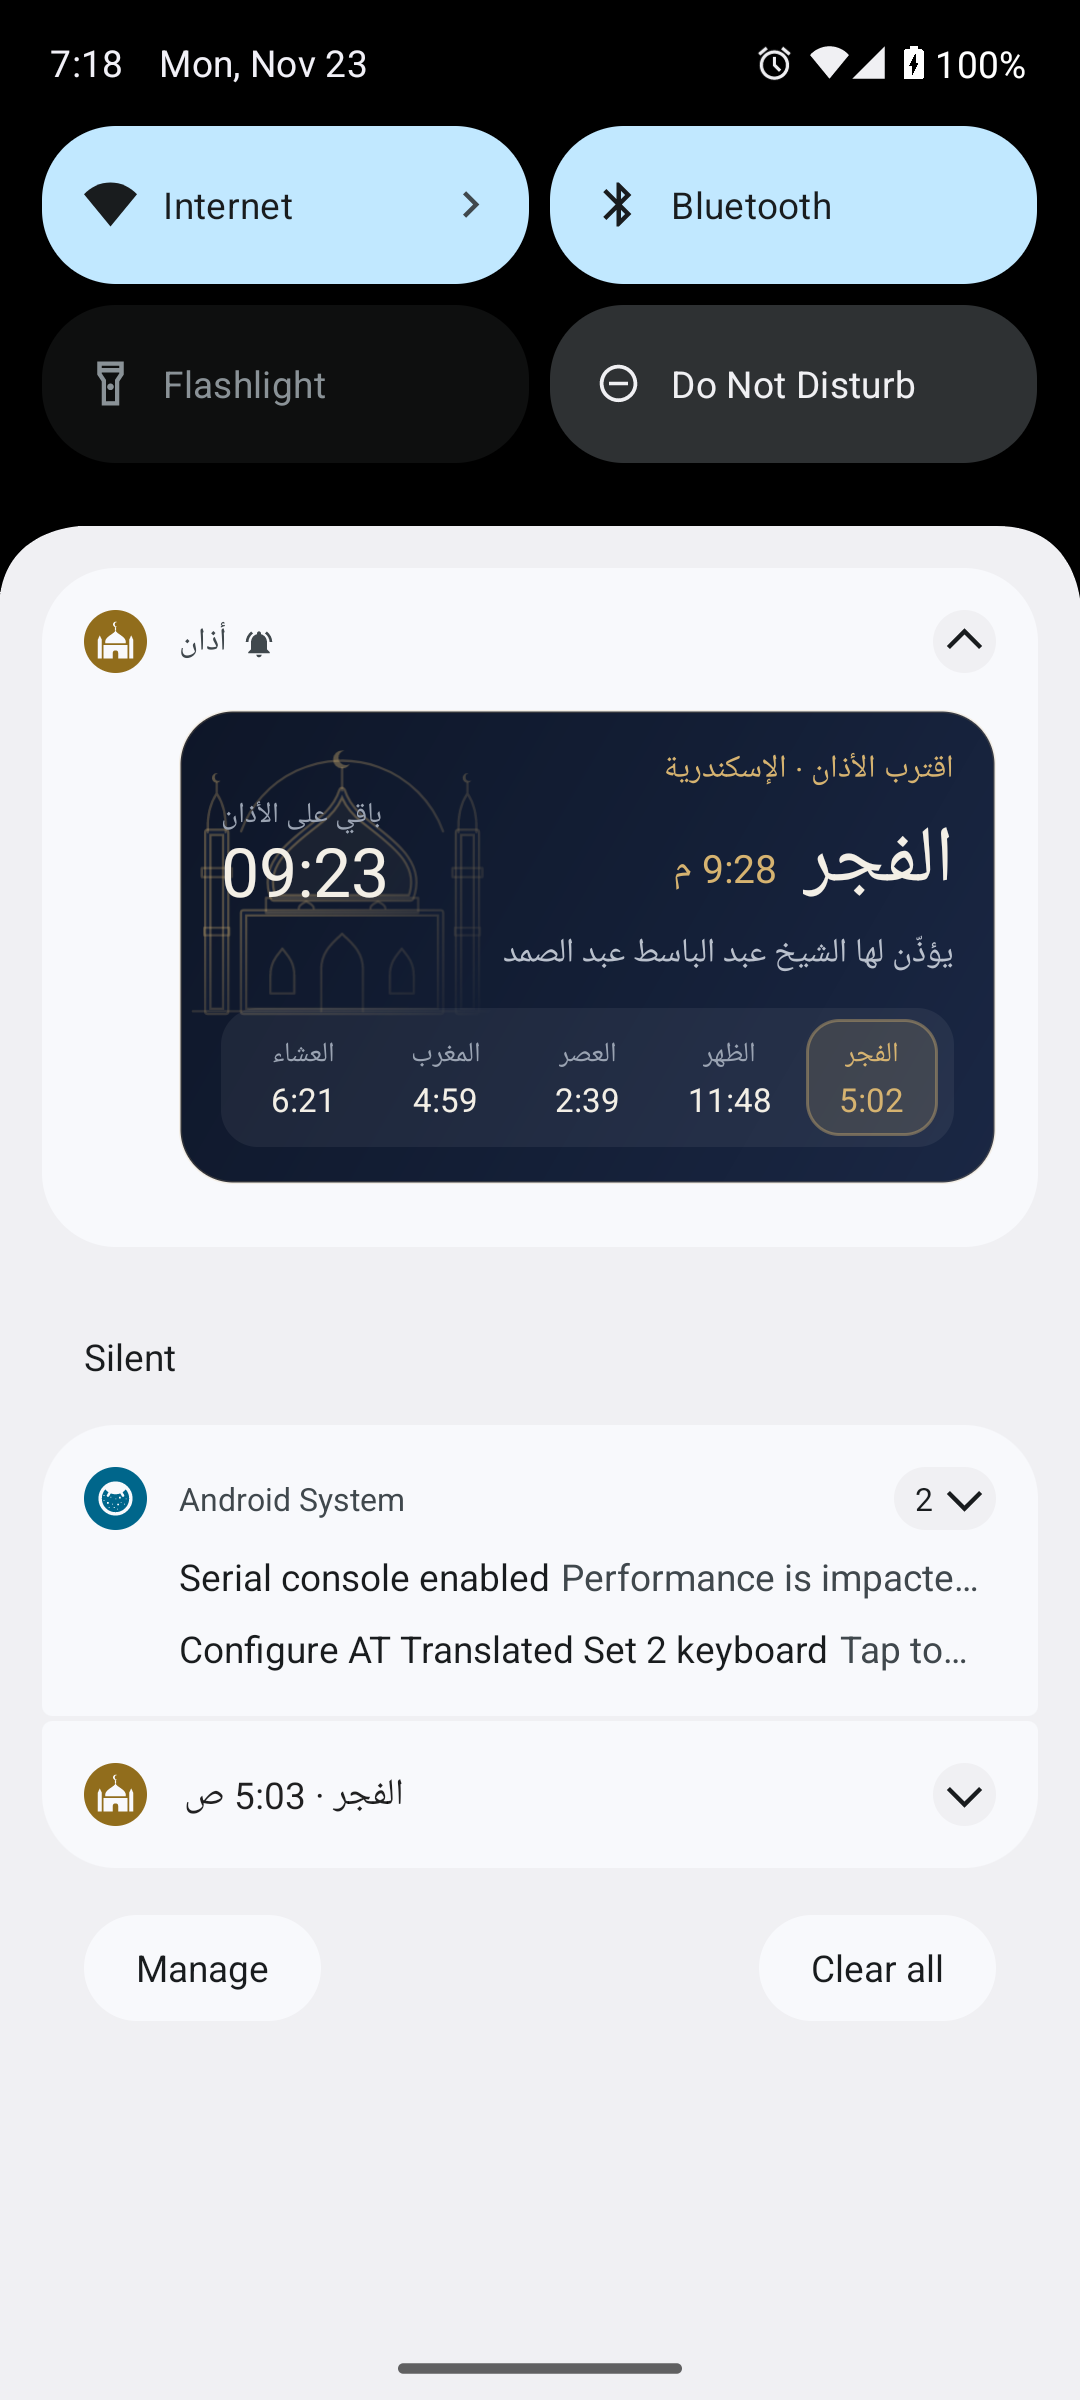 7:18 Mon, Nov 23 100%
Internet
Bluetooth
Flashlight
Do Not Disturb
أذان
اقترب الأذان · الإسكندرية
باقي على الأذان
الفجر 9:28 م
09:23
يؤذّن لها الشيخ عبد الباسط عبد الصمد
الفجر الظهر العصر المغرب العشاء
5:02 11:48 2:39 4:59 6:21
Silent
Android System 2
Serial console enabled Performance is impacte...
Configure AT Translated Set 2 keyboard Tap to...
الفجر · 5:03 ص
Manage
Clear all